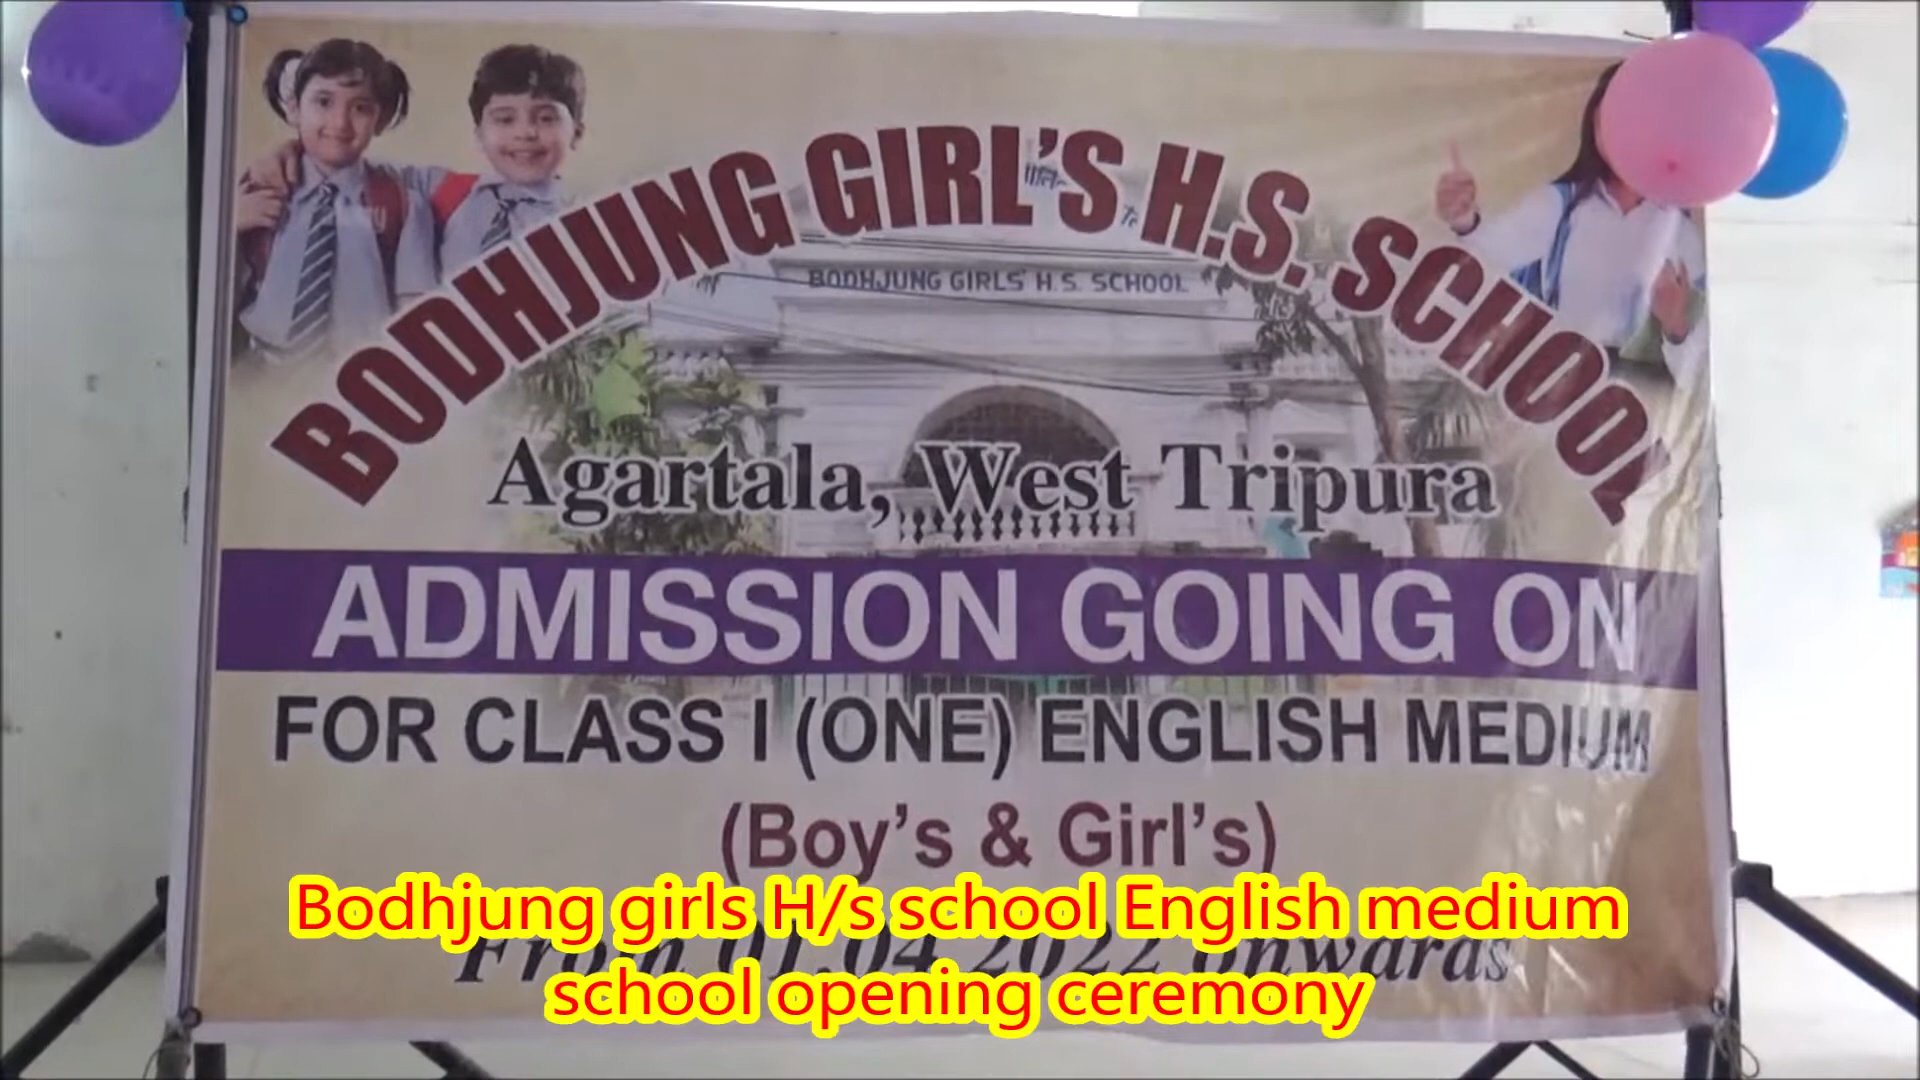 BODHJUNG GIRL'S H.S. SCHOOL
BODHJUNG GIRLS' H.S. SCHOOL
Agartala, West Tripura
ADMISSION GOING ON
FOR CLASS I (ONE) ENGLISH MEDIUM
(Boy's & Girl's)
From 01.04.2022 onwards
Bodhjung girls H/s school English medium
school opening ceremony